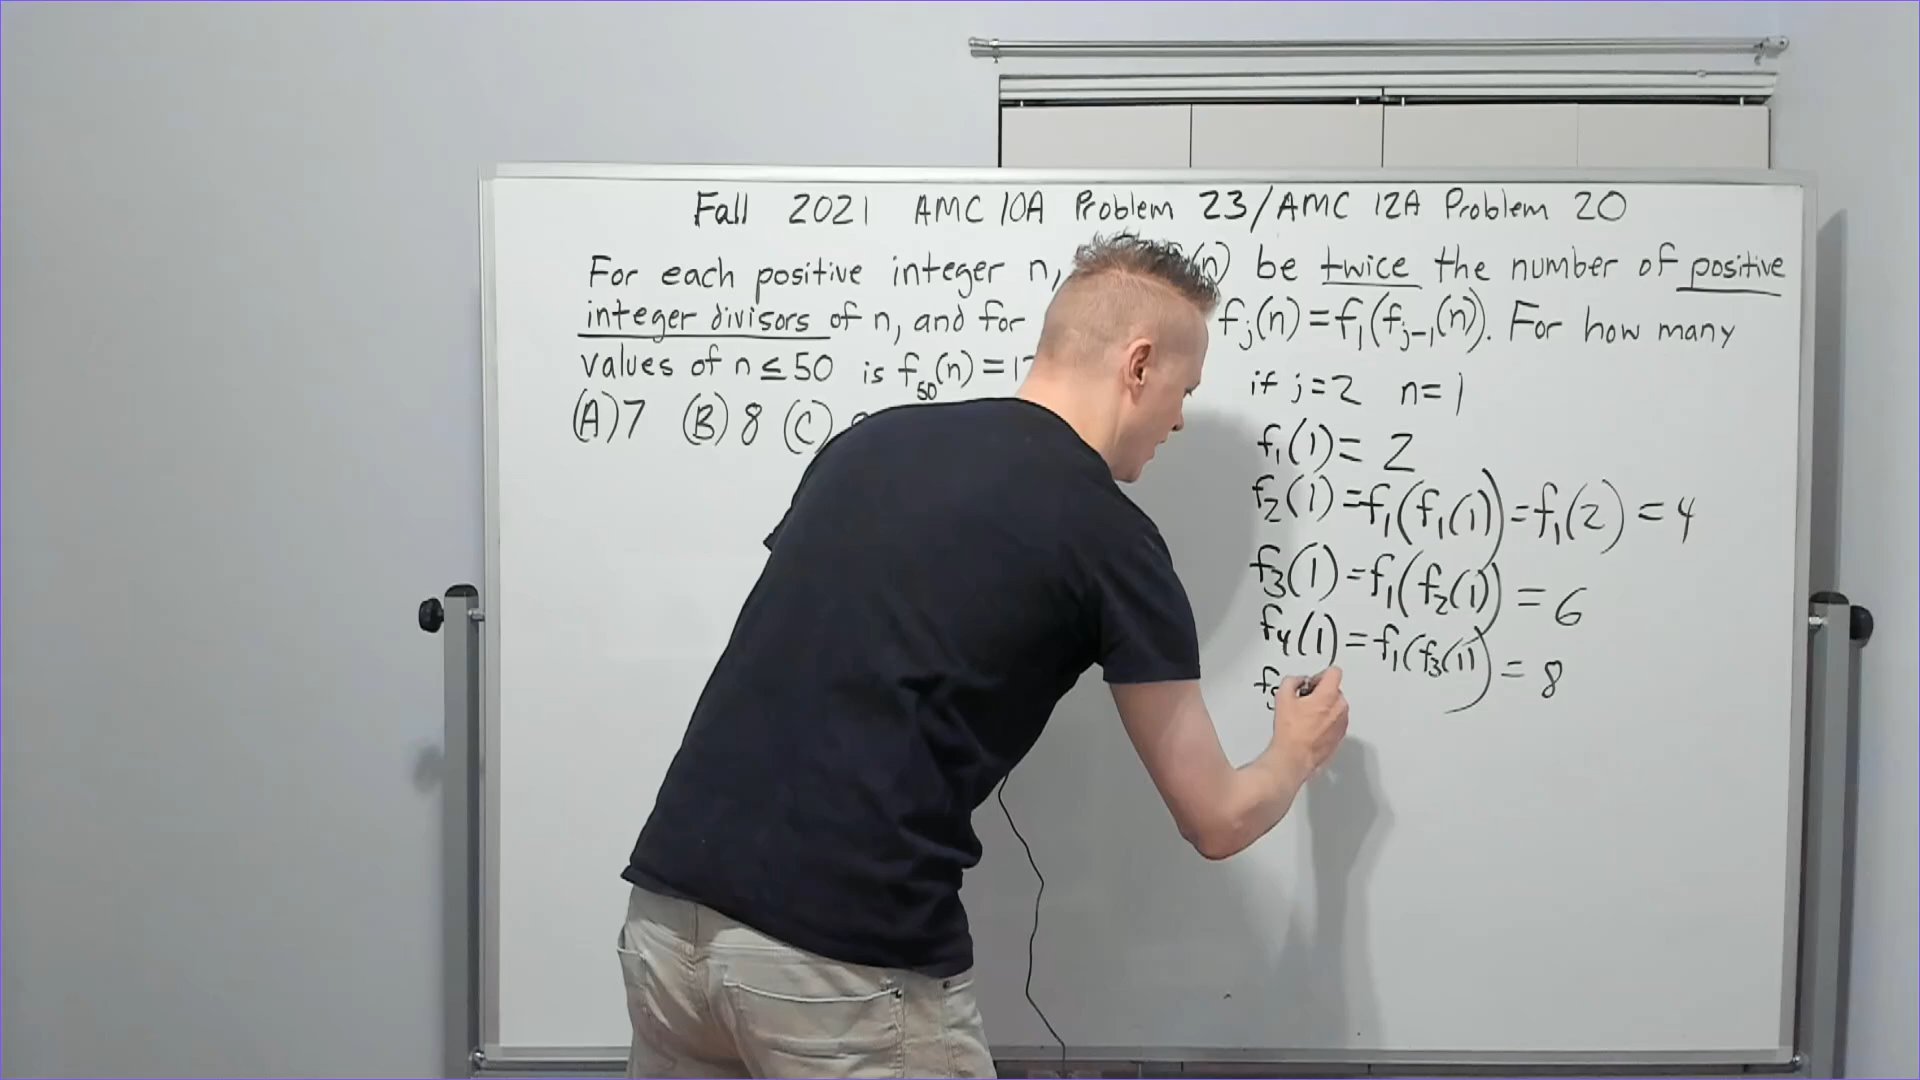 Fall 2021 AMC 10A Problem 23/AMC 12A Problem 20
For each positive integer n, (n) be twice the number of positive
integer divisors of n, and for f_j(n)=f_1(f_{j-1}(n)). For how many
values of n ≤ 50 is f_50(n)=1
(A) 7 (B) 8 (C)
if j=2 n=1
f_1(1)= 2
f_2(1)=f_1(f_1(1))=f_1(2)=4
f_3(1)=f_1(f_2(1))=6
f_4(1)=f_1(f_3(1))=8
f